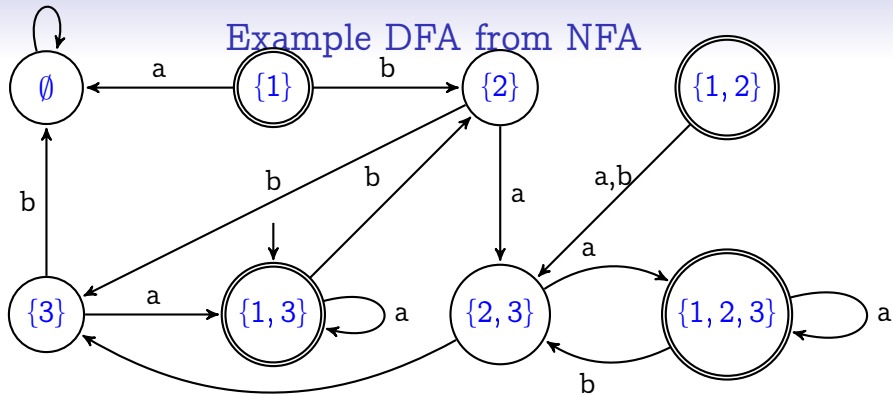 Example DFA from NFA
a
b
∅
{1}
{2}
{1, 2}
b
b
a,b
b
a
a
a
{3}
{1, 3}
a
{2, 3}
{1, 2, 3}
a
b